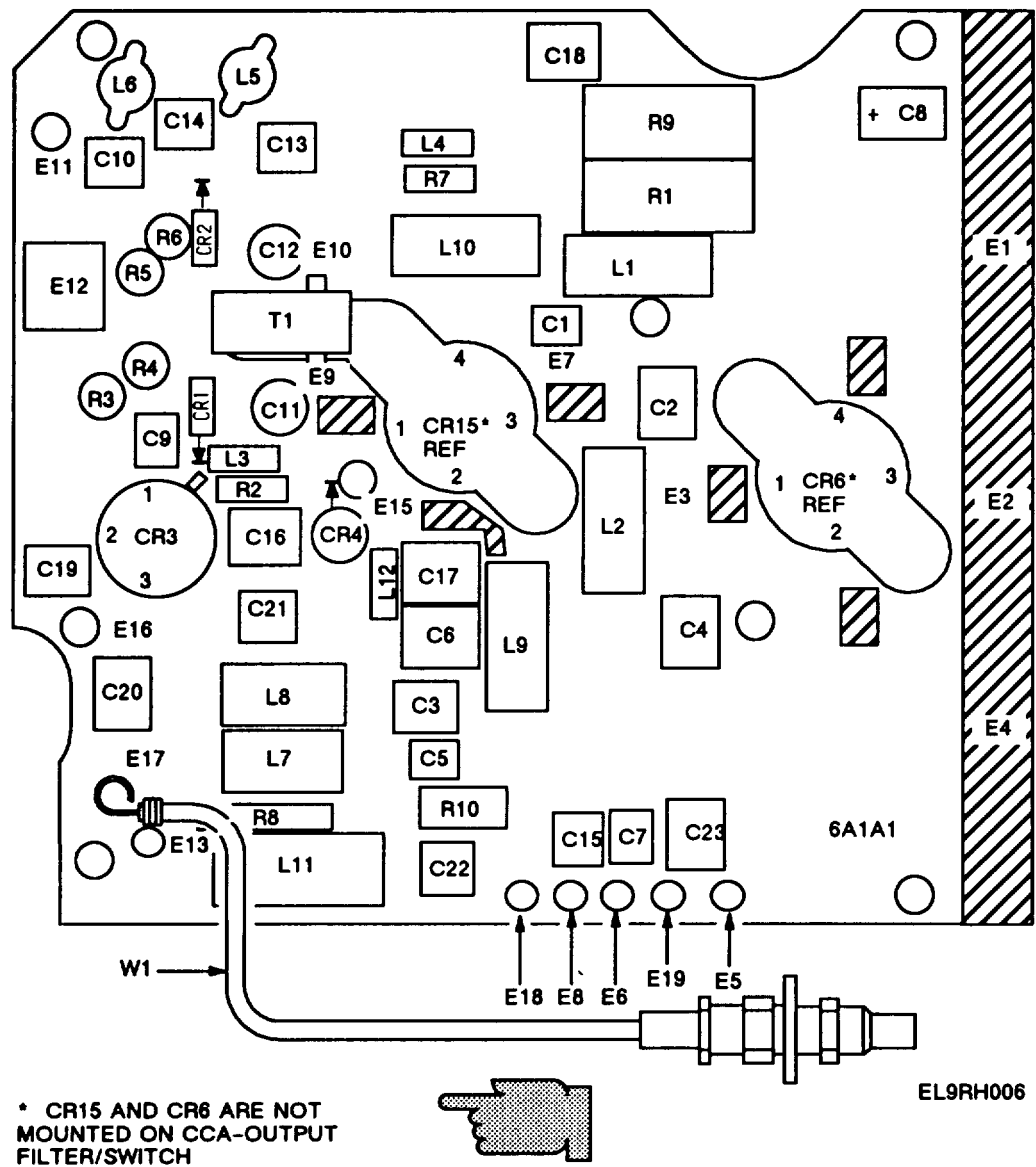 C18
L6
L5
C8
+
C14
R9
C13
C10
L4
E11
R7
R1
R6
CR2
C12
E10
L10
E1
R5
L1
E12
T1
C1
4
E7
R4
E9
R3
CR1
C11
C2
4
C9
1
CR15*
REF
3
L3
2
1
CR6*
REF
3
R2
E3
1
E15
E2
2
CR3
C16
CR4
L2
2
C19
3
L12
C17
C21
E16
C6
L9
C4
C20
L8
C3
E4
E17
L7
C5
R8
R10
E13
C15
C7
C23
6A1A1
L11
C22
W1
E18
E8
E6
E19
E5
EL9RH006
* CR15 AND CR6 ARE NOT
MOUNTED ON CCA-OUTPUT
FILTER/SWITCH